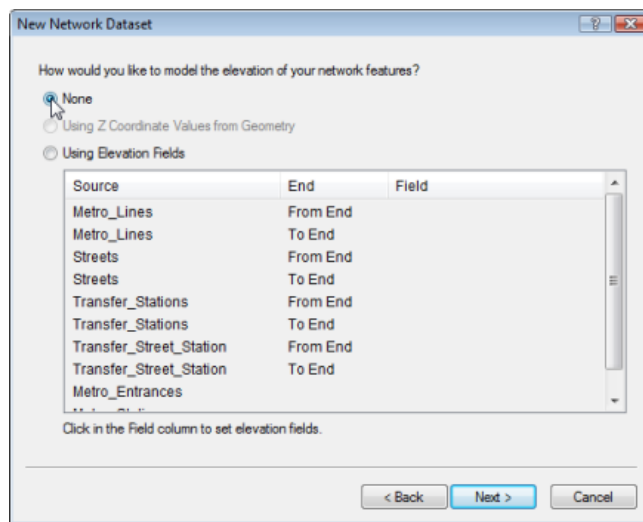 New Network Dataset
How would you like to model the elevation of your network features?
None
Using Z Coordinate Values from Geometry
Using Elevation Fields
Source End Field
Metro_Lines From End
Metro_Lines To End
Streets From End
Streets To End
Transfer_Stations From End
Transfer_Stations To End
Transfer_Street_Station From End
Transfer_Street_Station To End
Metro_Entrances
Click in the Field column to set elevation fields.
< Back Next > Cancel